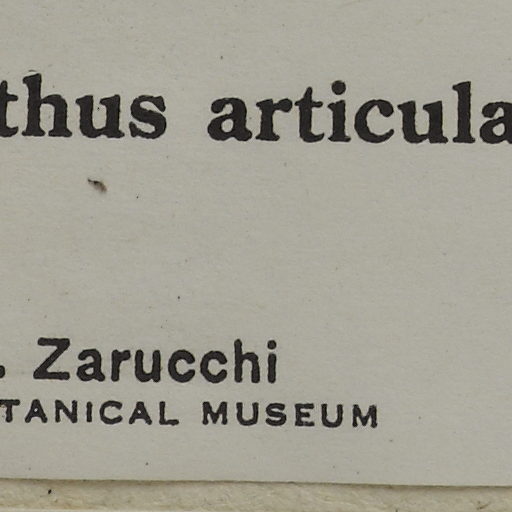 thus articula
. Zarucchi
TANICAL MUSEUM